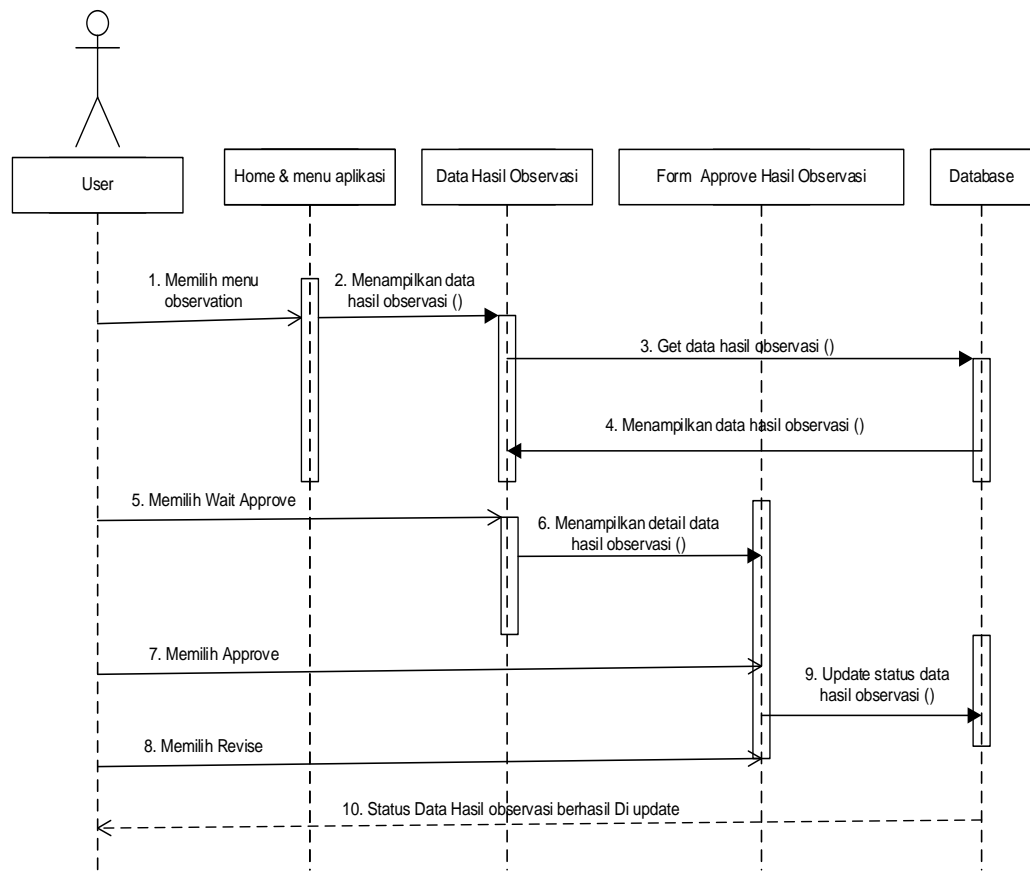 User
Home & menu aplikasi
Data Hasil Observasi
Form Approve Hasil Observasi
Database
1. Memilih menu
observation
2. Menampilkan data
hasil observasi ()
3. Get data hasil observasi ()
4. Menampilkan data hasil observasi ()
5. Memilih Wait Approve
6. Menampilkan detail data
hasil observasi ()
7. Memilih Approve
9. Update status data
hasil observasi ()
8. Memilih Revise
10. Status Data Hasil observasi berhasil Di update